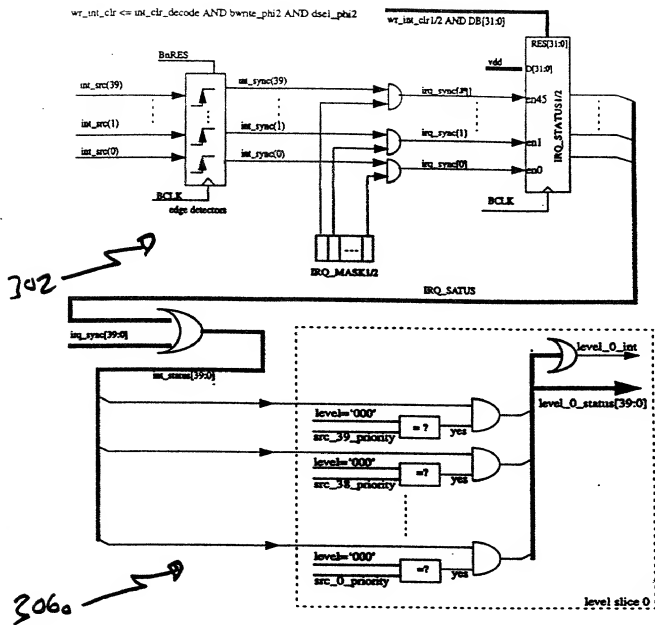 wr_int_clr <= int_clr_decode AND bwrite_phi2 AND dsel_phi2
wr_int_clr1/2 AND DB[31:0]
BnRES
RES[31:0]
vdd
D[31:0]
int_src(39)
int_sync(39)
irq_sync[39]
en45
int_src(1)
int_sync(1)
irq_sync[1]
en1
int_src(0)
int_sync(0)
irq_sync[0]
en0
IRQ_STATUS1/2
BCLK
edge detectors
BCLK
302
IRQ_MASK1/2
IRQ_SATUS
irq_sync[39:0]
int_status[39:0]
level_0_int
level_0_status[39:0]
level="000"
= ?
src_39_priority
yes
level="000"
=?
src_38_priority
yes
level="000"
=?
src_0_priority
yes
level slice 0